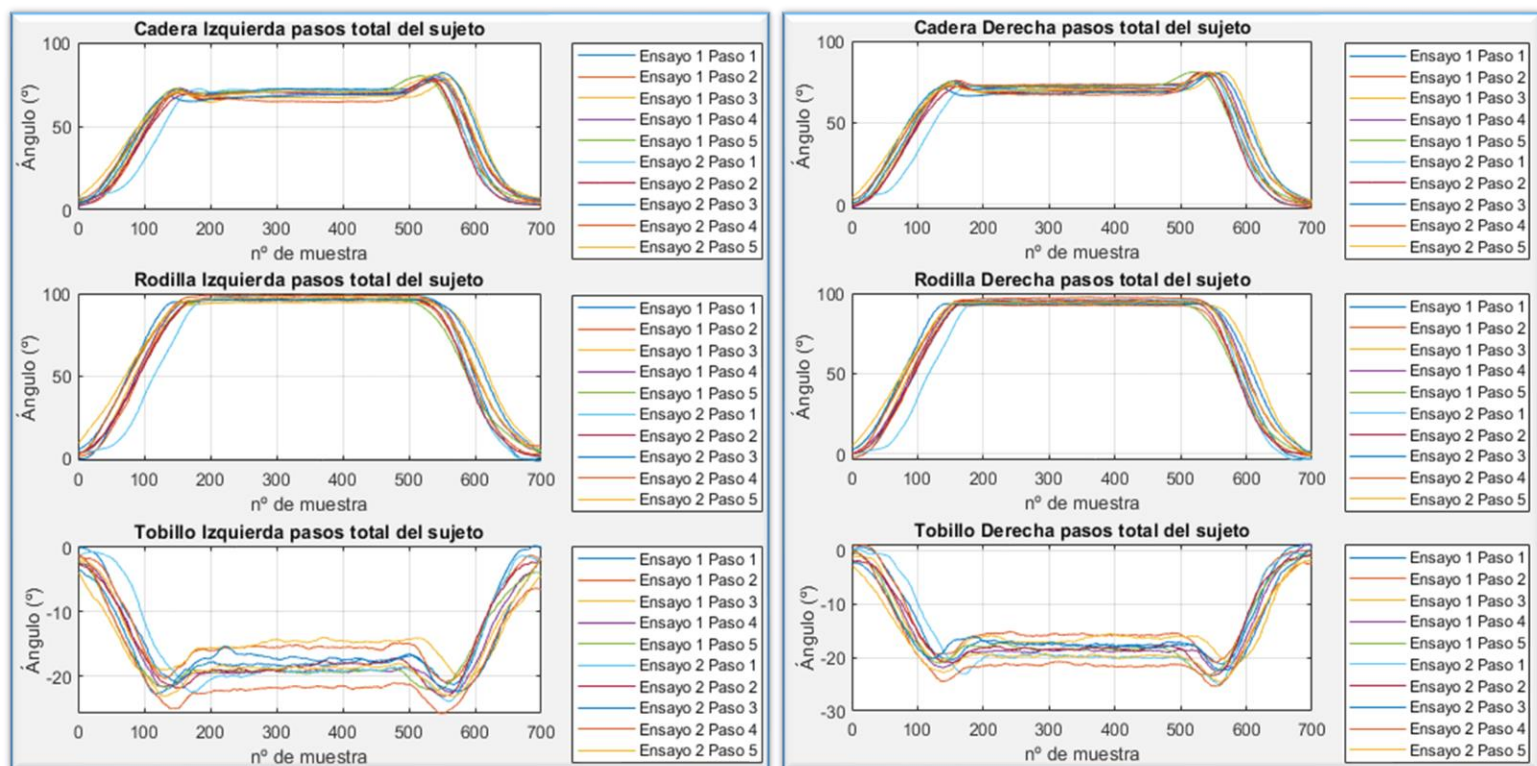 Cadera Izquierda pasos total del sujeto
100
50
0
Ángulo (º)
0 100 200 300 400 500 600 700
nº de muestra
Ensayo 1 Paso 1
Ensayo 1 Paso 2
Ensayo 1 Paso 3
Ensayo 1 Paso 4
Ensayo 1 Paso 5
Ensayo 2 Paso 1
Ensayo 2 Paso 2
Ensayo 2 Paso 3
Ensayo 2 Paso 4
Ensayo 2 Paso 5
Rodilla Izquierda pasos total del sujeto
100
50
0
Ángulo (º)
0 100 200 300 400 500 600 700
nº de muestra
Ensayo 1 Paso 1
Ensayo 1 Paso 2
Ensayo 1 Paso 3
Ensayo 1 Paso 4
Ensayo 1 Paso 5
Ensayo 2 Paso 1
Ensayo 2 Paso 2
Ensayo 2 Paso 3
Ensayo 2 Paso 4
Ensayo 2 Paso 5
Tobillo Izquierda pasos total del sujeto
0
-10
-20
Ángulo (º)
0 100 200 300 400 500 600 700
nº de muestra
Ensayo 1 Paso 1
Ensayo 1 Paso 2
Ensayo 1 Paso 3
Ensayo 1 Paso 4
Ensayo 1 Paso 5
Ensayo 2 Paso 1
Ensayo 2 Paso 2
Ensayo 2 Paso 3
Ensayo 2 Paso 4
Ensayo 2 Paso 5
Cadera Derecha pasos total del sujeto
100
50
0
Ángulo (º)
0 100 200 300 400 500 600 700
nº de muestra
Ensayo 1 Paso 1
Ensayo 1 Paso 2
Ensayo 1 Paso 3
Ensayo 1 Paso 4
Ensayo 1 Paso 5
Ensayo 2 Paso 1
Ensayo 2 Paso 2
Ensayo 2 Paso 3
Ensayo 2 Paso 4
Ensayo 2 Paso 5
Rodilla Derecha pasos total del sujeto
100
50
0
Ángulo (º)
0 100 200 300 400 500 600 700
nº de muestra
Ensayo 1 Paso 1
Ensayo 1 Paso 2
Ensayo 1 Paso 3
Ensayo 1 Paso 4
Ensayo 1 Paso 5
Ensayo 2 Paso 1
Ensayo 2 Paso 2
Ensayo 2 Paso 3
Ensayo 2 Paso 4
Ensayo 2 Paso 5
Tobillo Derecha pasos total del sujeto
0
-10
-20
-30
Ángulo (º)
0 100 200 300 400 500 600 700
nº de muestra
Ensayo 1 Paso 1
Ensayo 1 Paso 2
Ensayo 1 Paso 3
Ensayo 1 Paso 4
Ensayo 1 Paso 5
Ensayo 2 Paso 1
Ensayo 2 Paso 2
Ensayo 2 Paso 3
Ensayo 2 Paso 4
Ensayo 2 Paso 5